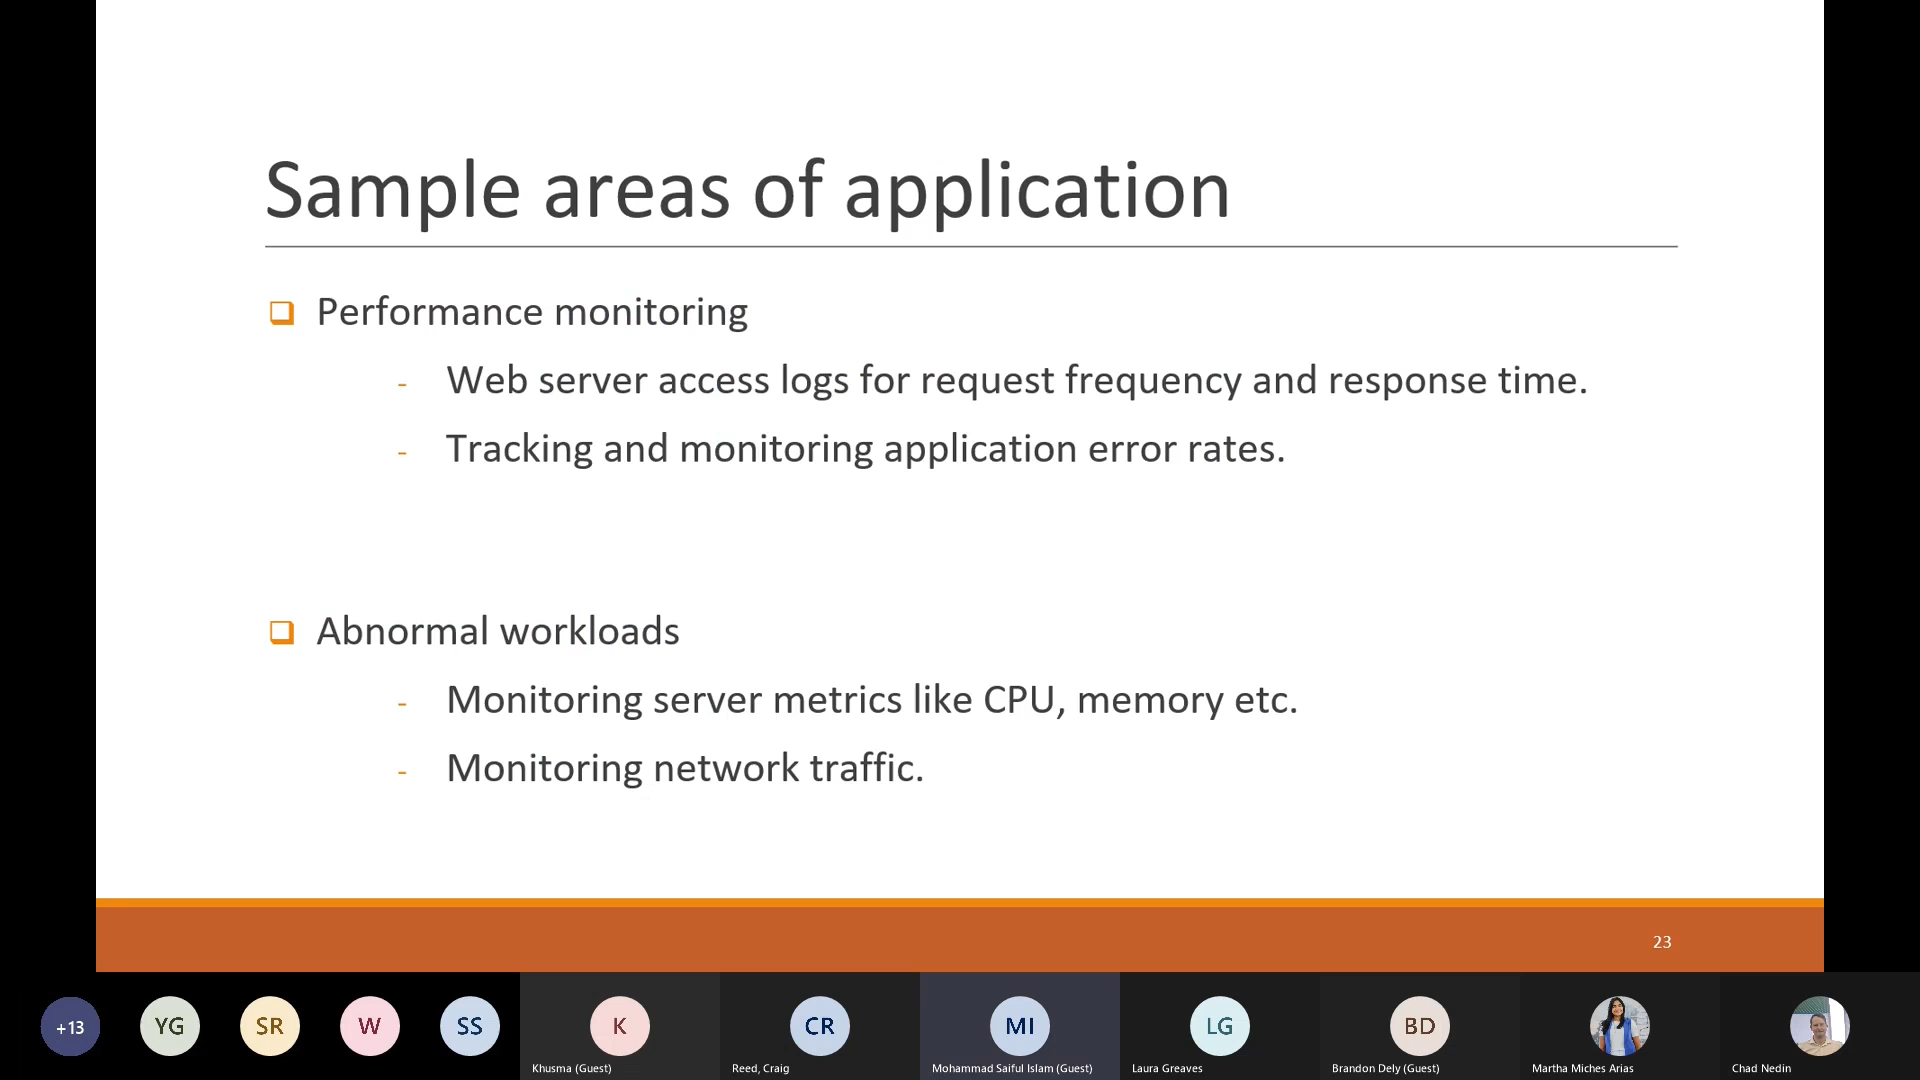 Sample areas of application
Performance monitoring
- Web server access logs for request frequency and response time.
- Tracking and monitoring application error rates.
Abnormal workloads
- Monitoring server metrics like CPU, memory etc.
- Monitoring network traffic.
23
+13
YG
SR
W
SS
K
CR
MI
LG
BD
Khusma (Guest)
Reed, Craig
Mohammad Saiful Islam (Guest)
Laura Greaves
Brandon Dely (Guest)
Martha Miches Arias
Chad Nedin